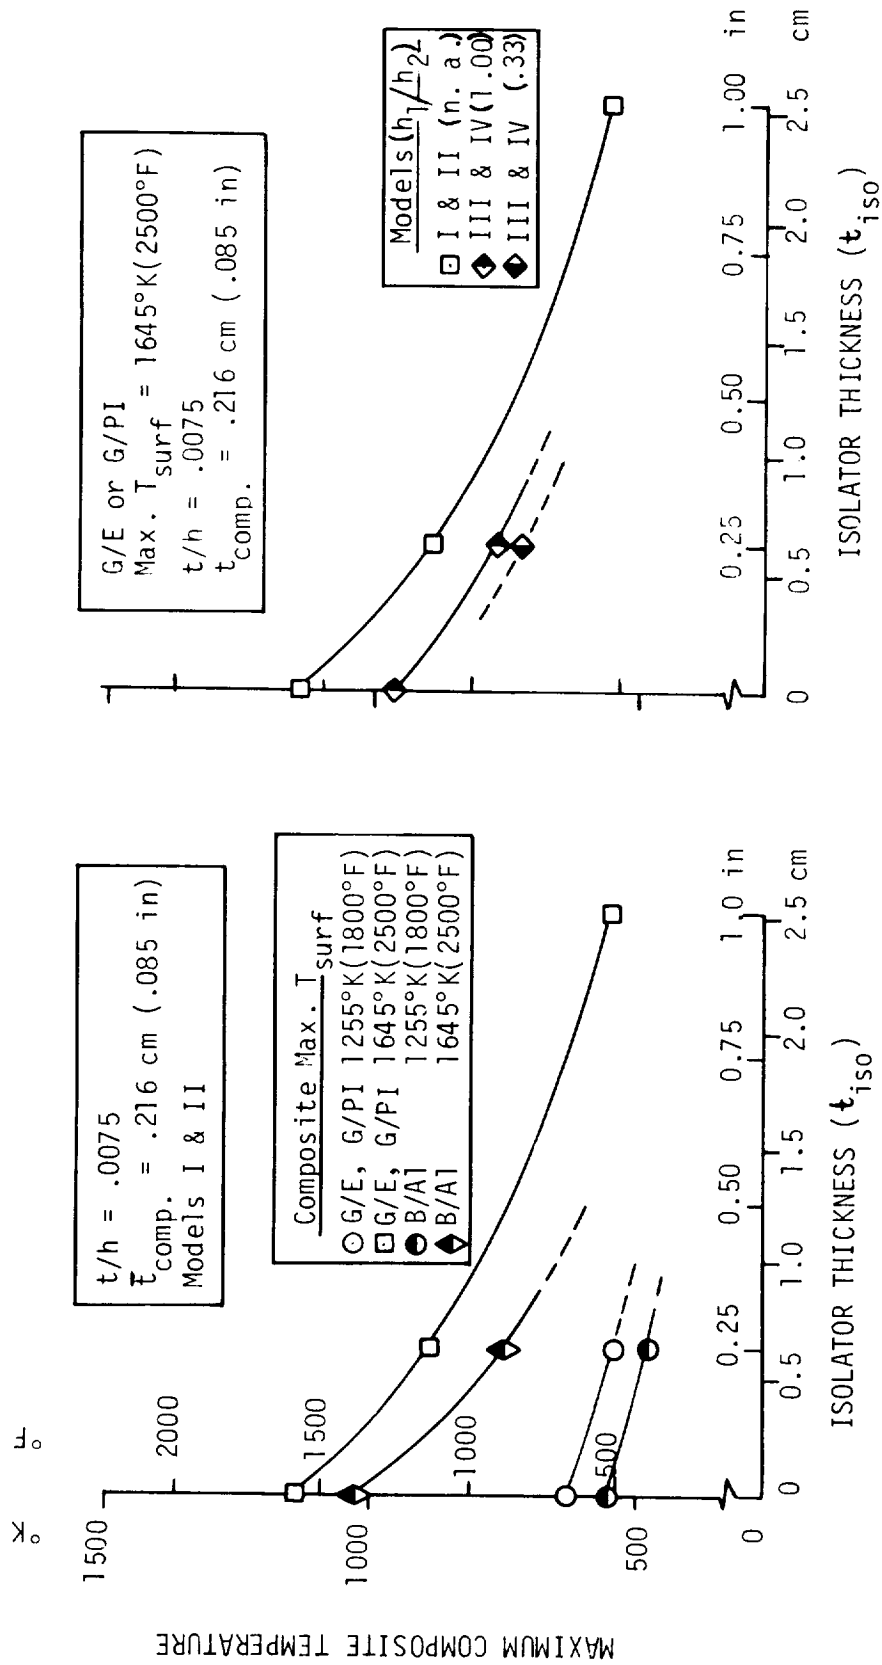 MAXIMUM COMPOSITE TEMPERATURE
°K
°F
1500
1000
500
0
2000
1500
1000
500
t/h = .0075
t̄comp. = .216 cm (.085 in)
Models I & II
Composite Max. Tsurf
G/E, G/PI 1255°K(1800°F)
G/E, G/PI 1645°K(2500°F)
B/Al 1255°K(1800°F)
B/Al 1645°K(2500°F)
0.25 0.50 0.75 1.0 in
0 0.5 1.0 1.5 2.0 2.5 cm
ISOLATOR THICKNESS (tiso)
G/E or G/PI
Max. Tsurf = 1645°K(2500°F)
t/h = .0075
tcomp. = .216 cm (.085 in)
Models(h1/h2)
I & II (n. a.)
III & IV(1.00)
III & IV (.33)
0.25 0.50 0.75 1.00 in
0 0.5 1.0 1.5 2.0 2.5 cm
ISOLATOR THICKNESS (tiso)